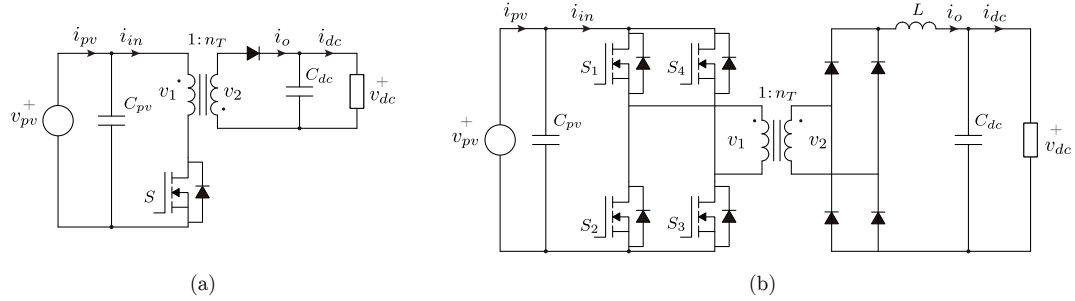 i_pv i_in 1:n_T i_o i_dc
v_1 v_2 C_dc
+ v_pv C_pv + v_dc
S
(a)
i_pv i_in L i_o i_dc
S_1 S_4
1:n_T
+ v_pv C_pv v_1 v_2 C_dc + v_dc
S_2 S_3
(b)